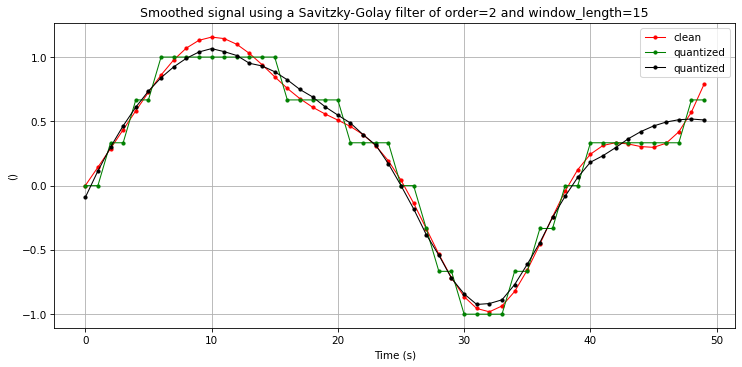 Smoothed signal using a Savitzky-Golay filter of order=2 and window_length=15
clean
quantized
quantized
1.0
0.5
0.0
−0.5
−1.0
()
0
10
20
30
40
50
Time (s)